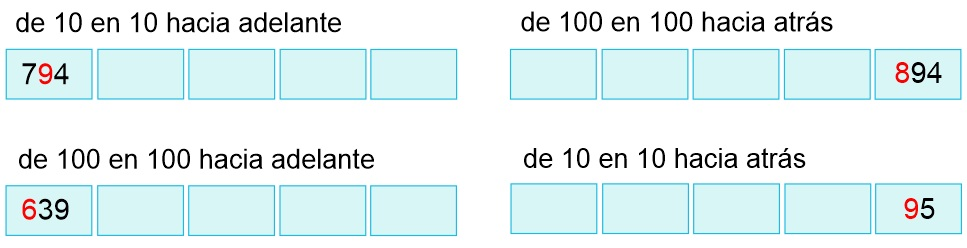 de 10 en 10 hacia adelante
794
de 100 en 100 hacia atrás
894
de 100 en 100 hacia adelante
639
de 10 en 10 hacia atrás
95